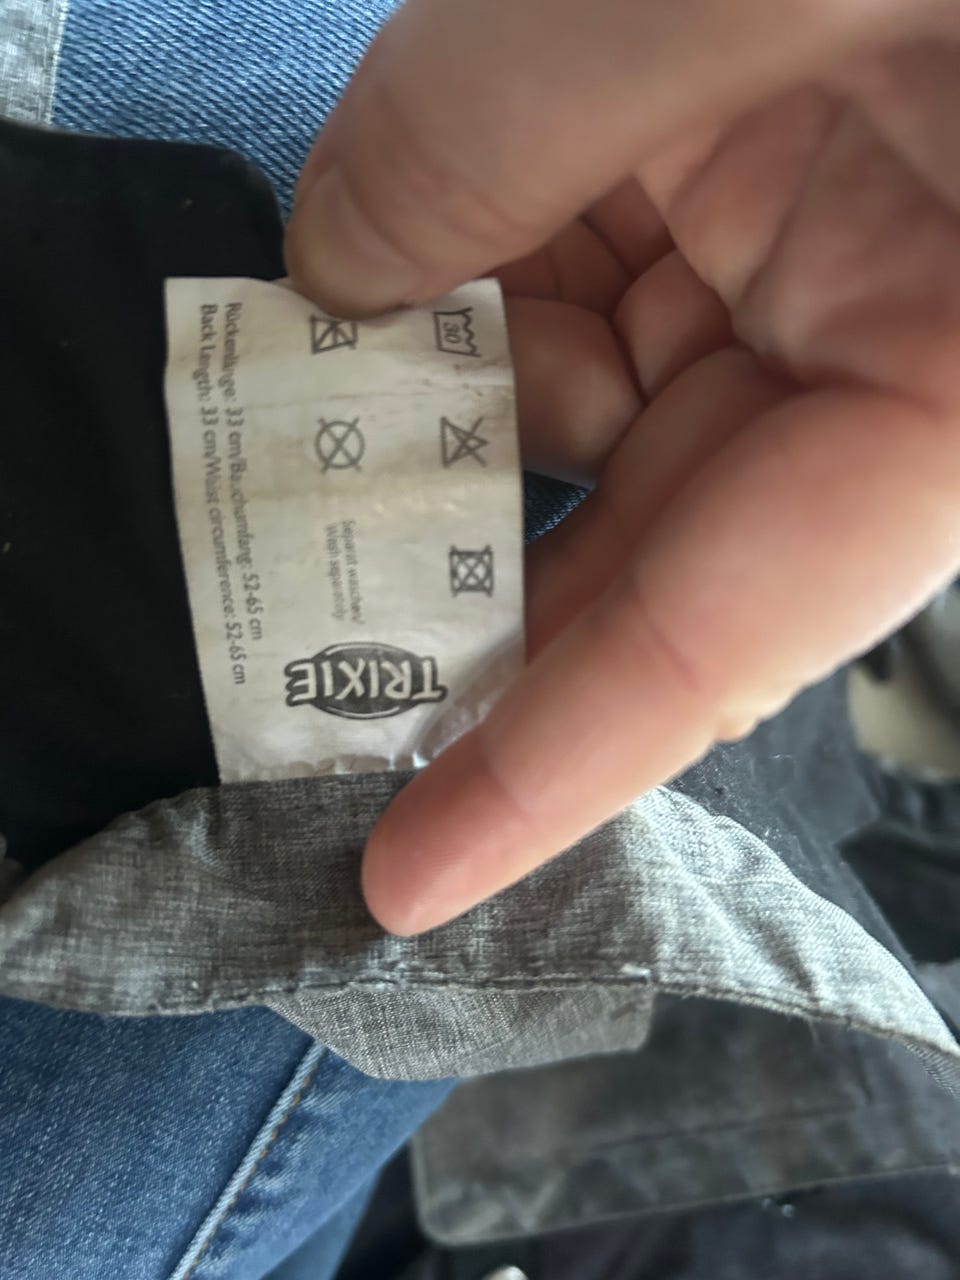 TRIXIE
30
Separat waschen/
Wash separately
Rückenlänge: 33 cm/Bauchumfang: 52-65 cm
Back Length: 33 cm/Waist circumference: 52-65 cm